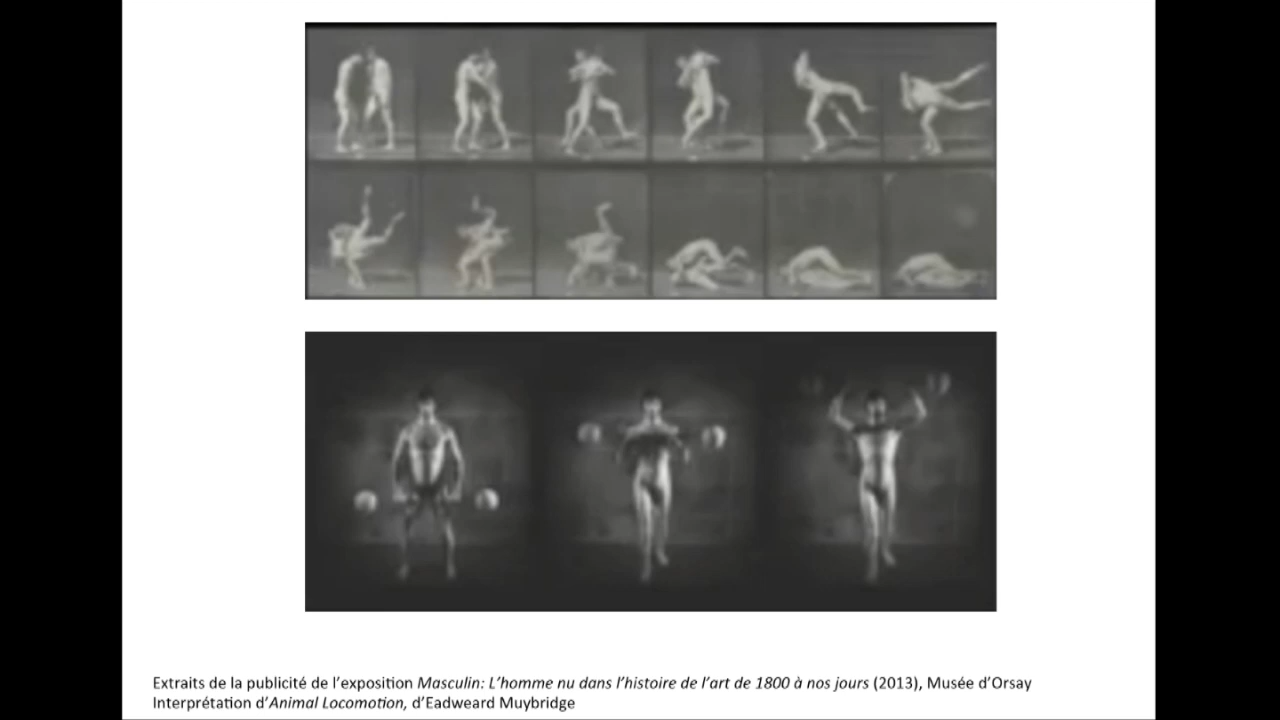 Extraits de la publicité de l’exposition Masculin: L’homme nu dans l’histoire de l’art de 1800 à nos jours (2013), Musée d’Orsay
Interprétation d’Animal Locomotion, d’Eadweard Muybridge